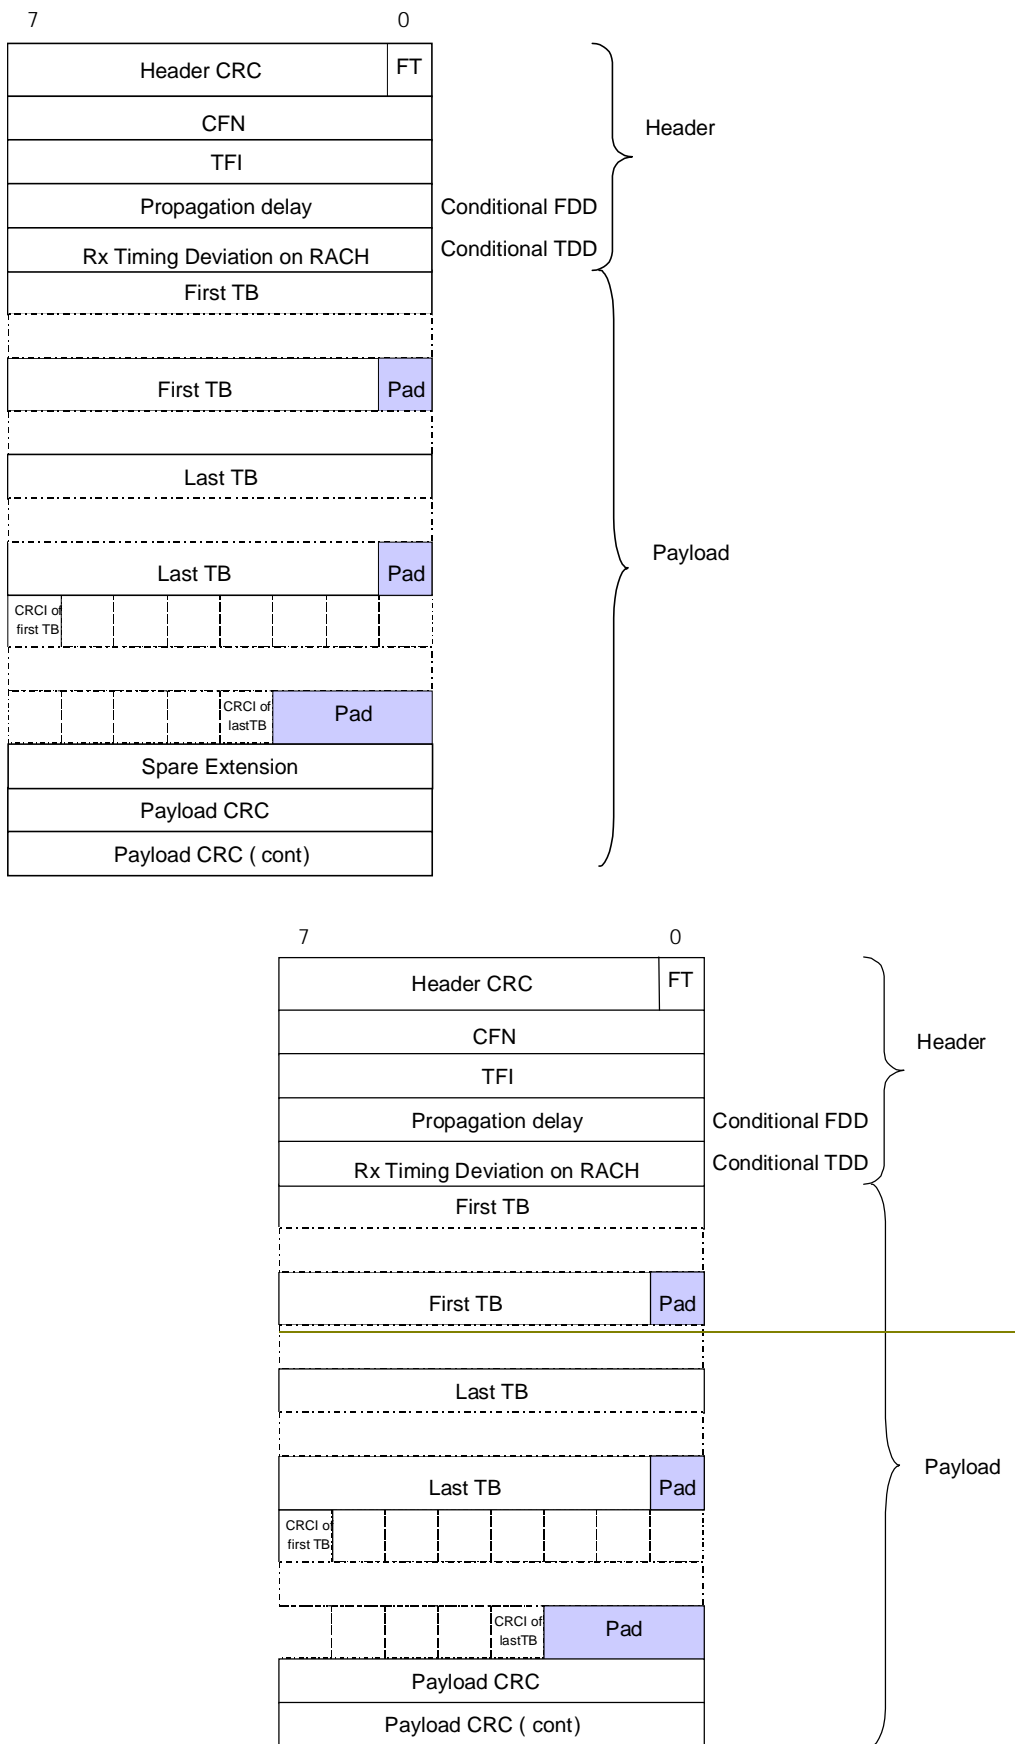 7 0
Header CRC FT
CFN
Header
TFI
Propagation delay Conditional FDD
Rx Timing Deviation on RACH Conditional TDD
First TB
First TB Pad
Last TB
Payload
Last TB Pad
CRCI of
first TB
CRCI of
lastTB
Pad
Spare Extension
Payload CRC
Payload CRC ( cont)
7 0
Header CRC FT
CFN
Header
TFI
Propagation delay Conditional FDD
Rx Timing Deviation on RACH Conditional TDD
First TB
First TB Pad
Last TB
Payload
Last TB Pad
CRCI of
first TB
CRCI of
lastTB
Pad
Payload CRC
Payload CRC ( cont)